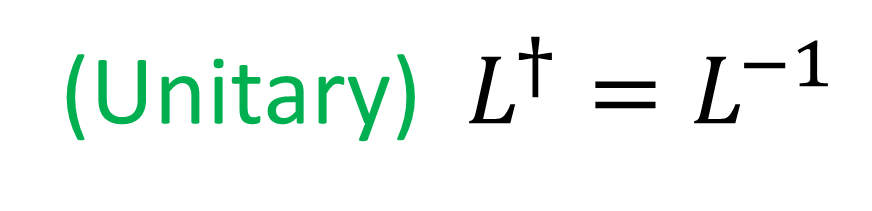 (Unitary) L† = L⁻¹